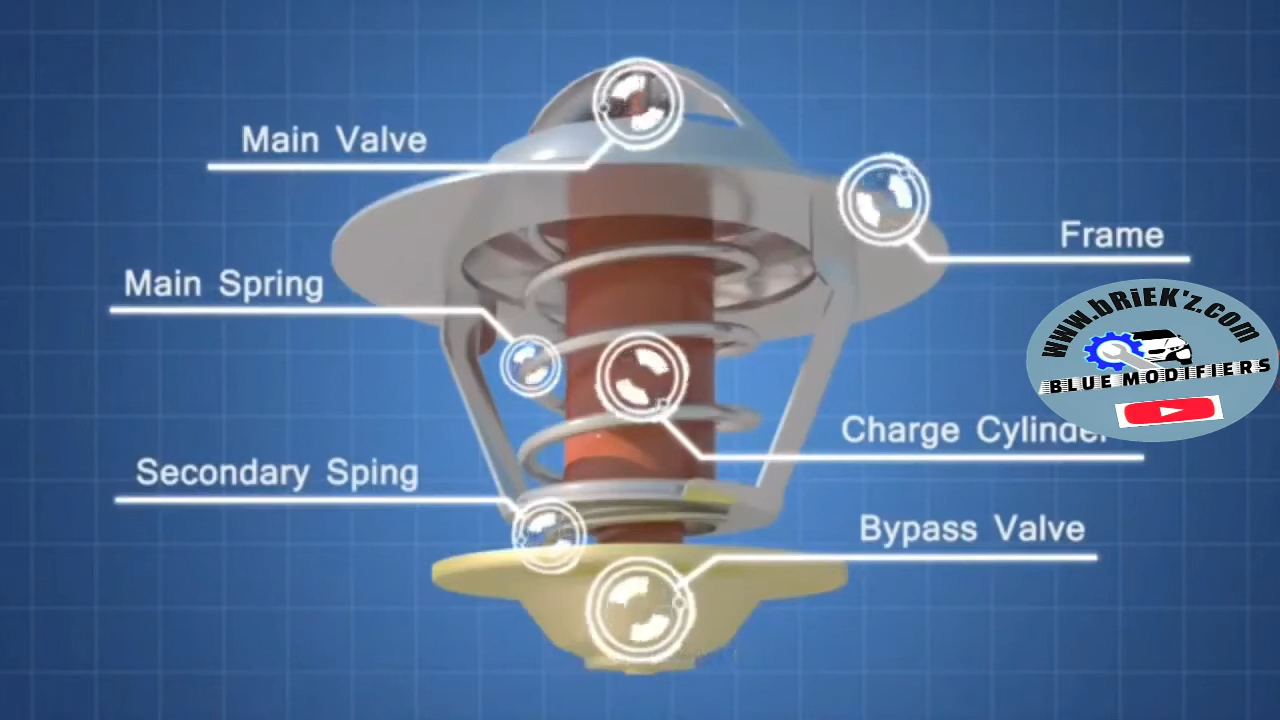 Main Valve
Frame
Main Spring
www.bRiEK'z.com
BLUE MODIFIERS
Charge Cylinder
Secondary Sping
Bypass Valve